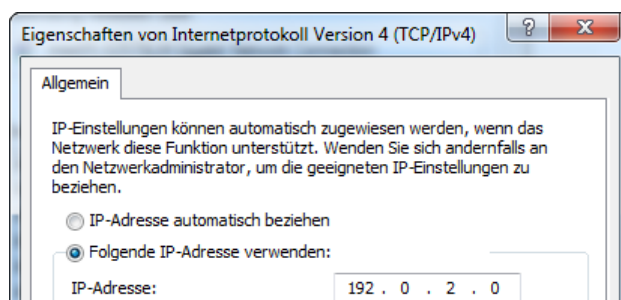 Eigenschaften von Internetprotokoll Version 4 (TCP/IPv4)
Allgemein
IP-Einstellungen können automatisch zugewiesen werden, wenn das
Netzwerk diese Funktion unterstützt. Wenden Sie sich andernfalls an
den Netzwerkadministrator, um die geeigneten IP-Einstellungen zu
beziehen.
IP-Adresse automatisch beziehen
Folgende IP-Adresse verwenden:
IP-Adresse: 192 . 0 . 2 . 0